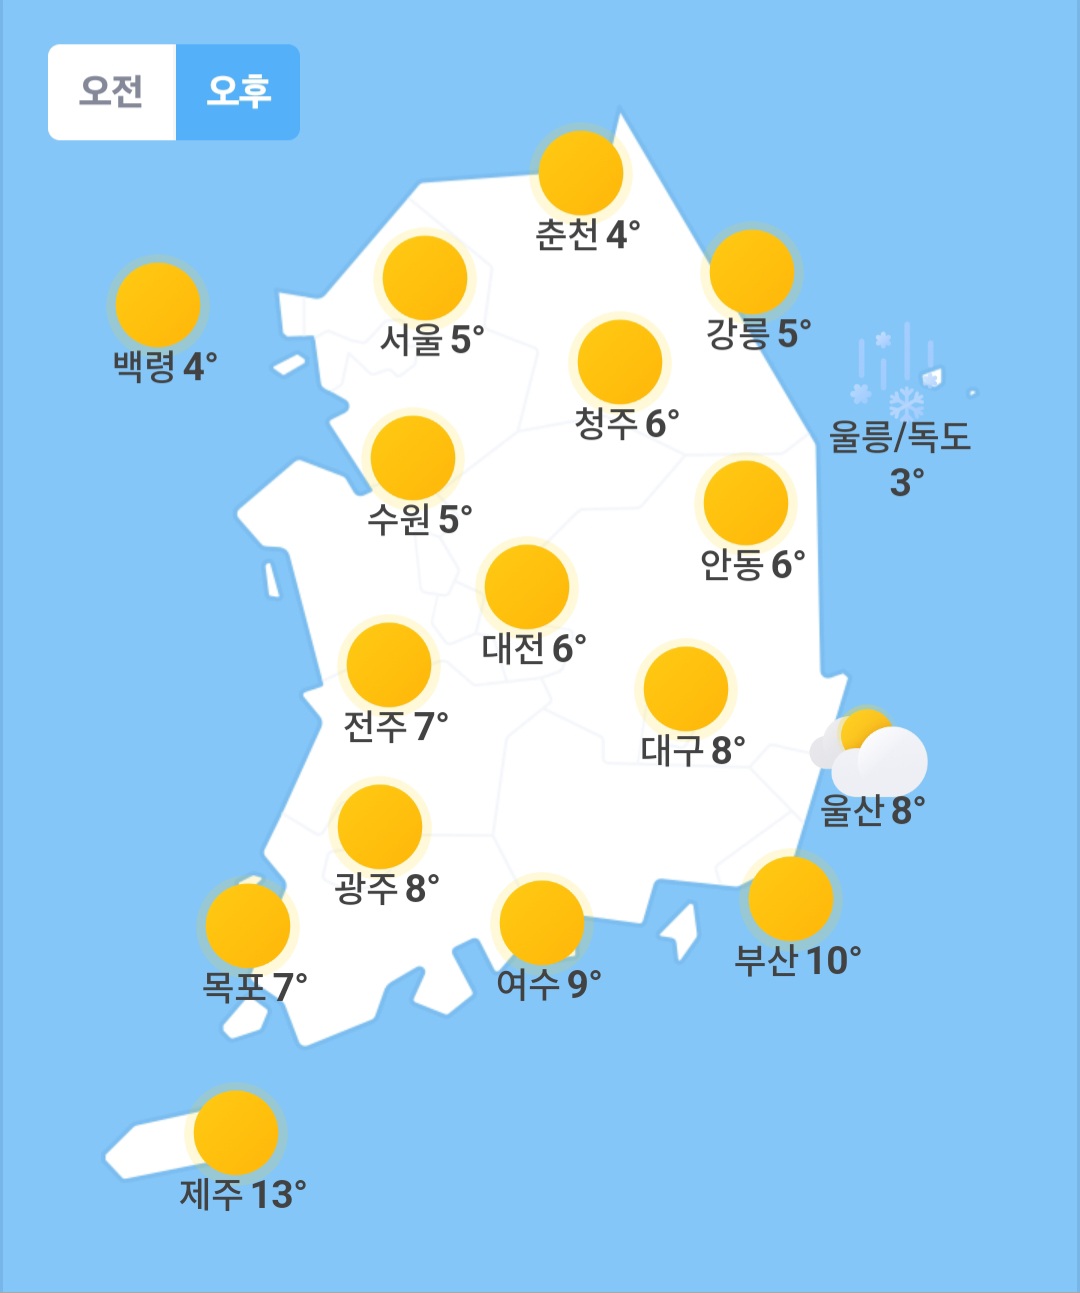 오전 오후
춘천 4°
강릉 5°
서울 5°
백령 4°
청주 6°
울릉/독도
3°
수원 5°
안동 6°
대전 6°
전주 7°
대구 8°
울산 8°
광주 8°
부산 10°
목포 7°
여수 9°
제주 13°